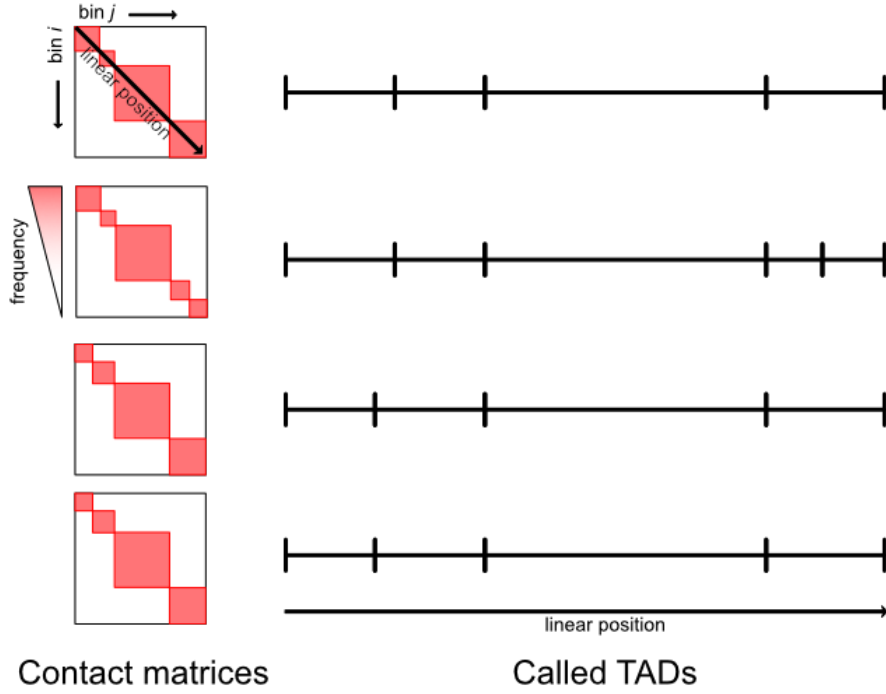 bin j
bin i
linear position
frequency
linear position
Contact matrices
Called TADs